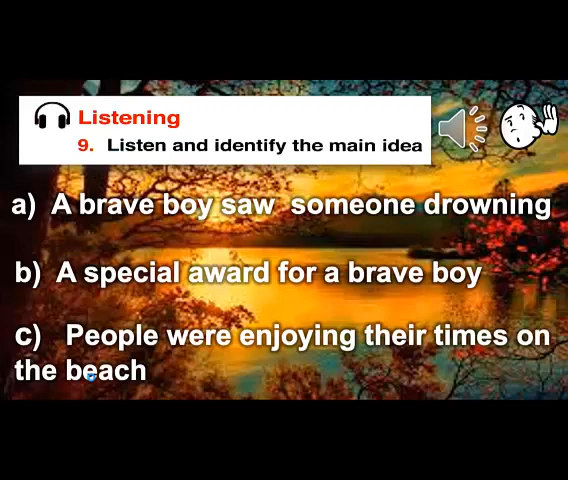 Listening
9. Listen and identify the main idea
a) A brave boy saw someone drowning
b) A special award for a brave boy
c) People were enjoying their times on
the beach